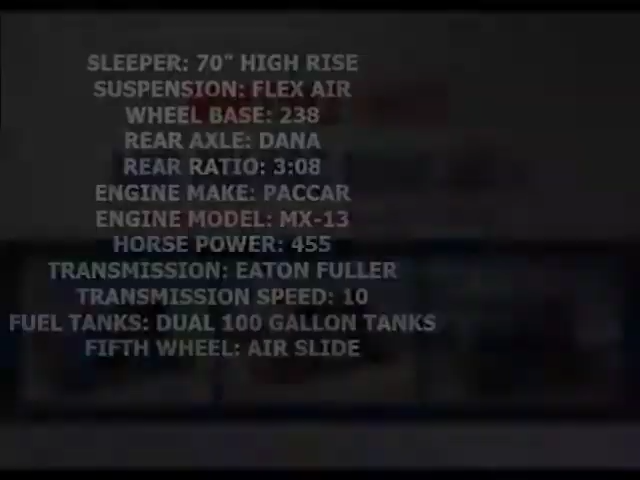 SLEEPER: 70" HIGH RISE
SUSPENSION: FLEX AIR
WHEEL BASE: 238
REAR AXLE: DANA
REAR RATIO: 3:08
ENGINE MAKE: PACCAR
ENGINE MODEL: MX-13
HORSE POWER: 455
TRANSMISSION: EATON FULLER
TRANSMISSION SPEED: 10
FUEL TANKS: DUAL 100 GALLON TANKS
FIFTH WHEEL: AIR SLIDE